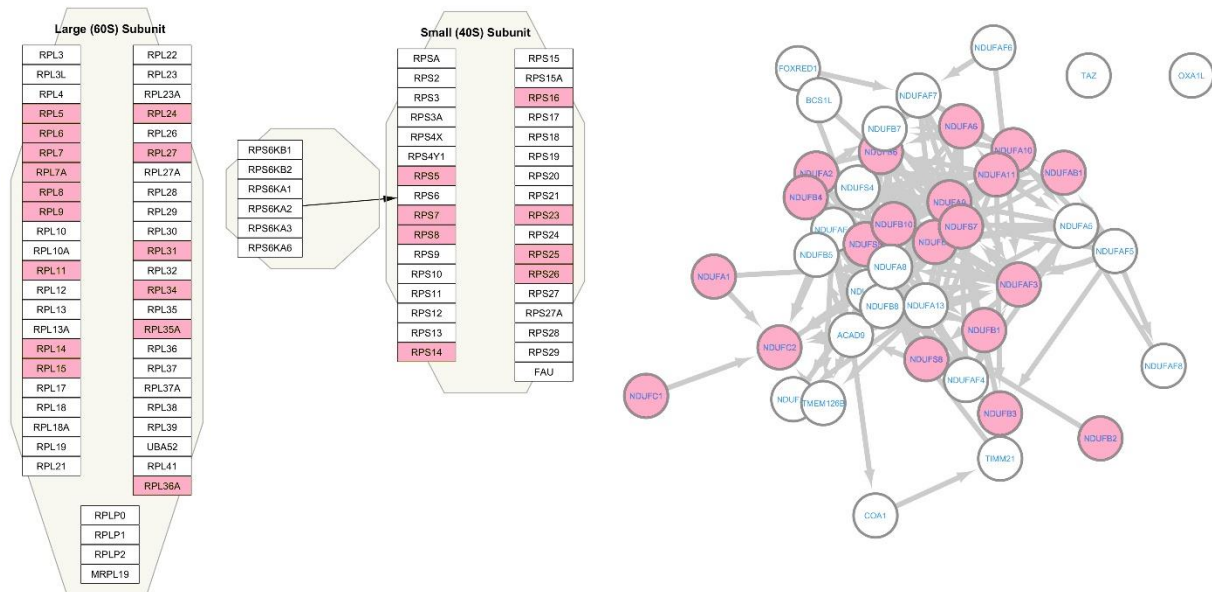 Large (60S) Subunit
RPL3
RPL3L
RPL4
RPL5
RPL6
RPL7
RPL7A
RPL8
RPL9
RPL10
RPL10A
RPL11
RPL12
RPL13
RPL13A
RPL14
RPL15
RPL17
RPL18
RPL18A
RPL19
RPL21
RPL22
RPL23
RPL23A
RPL24
RPL26
RPL27
RPL27A
RPL28
RPL29
RPL30
RPL31
RPL32
RPL34
RPL35
RPL35A
RPL36
RPL37
RPL37A
RPL38
RPL39
UBA52
RPL41
RPL36A
RPLP0
RPLP1
RPLP2
MRPL19
RPS6KB1
RPS6KB2
RPS6KA1
RPS6KA2
RPS6KA3
RPS6KA6
Small (40S) Subunit
RPSA
RPS2
RPS3
RPS3A
RPS4X
RPS4Y1
RPS5
RPS6
RPS7
RPS8
RPS9
RPS10
RPS11
RPS12
RPS13
RPS14
RPS15
RPS15A
RPS16
RPS17
RPS18
RPS19
RPS20
RPS21
RPS23
RPS24
RPS25
RPS26
RPS27
RPS27A
RPS28
RPS29
FAU
NDUFAF6
FOXRED1
TAZ
OXA1L
NDUFAF7
BCS1L
NDUFB7
NDUFA6
NDUFA10
NDUFA2
NDUFA11
NDUFAB1
NDUFS4
NDUFB4
NDUFA9
NDUFB10
NDUFS7
NDUFAF5
NDUFB5
NDUFA8
NDUFA1
NDUFAF3
NDUFB8
NDUFA13
NDUFB1
ACAD9
NDUFC2
NDUFS8
NDUFAF4
NDUFC1
TMEM126B
NDUFB3
NDUFB2
TIMM21
COA1